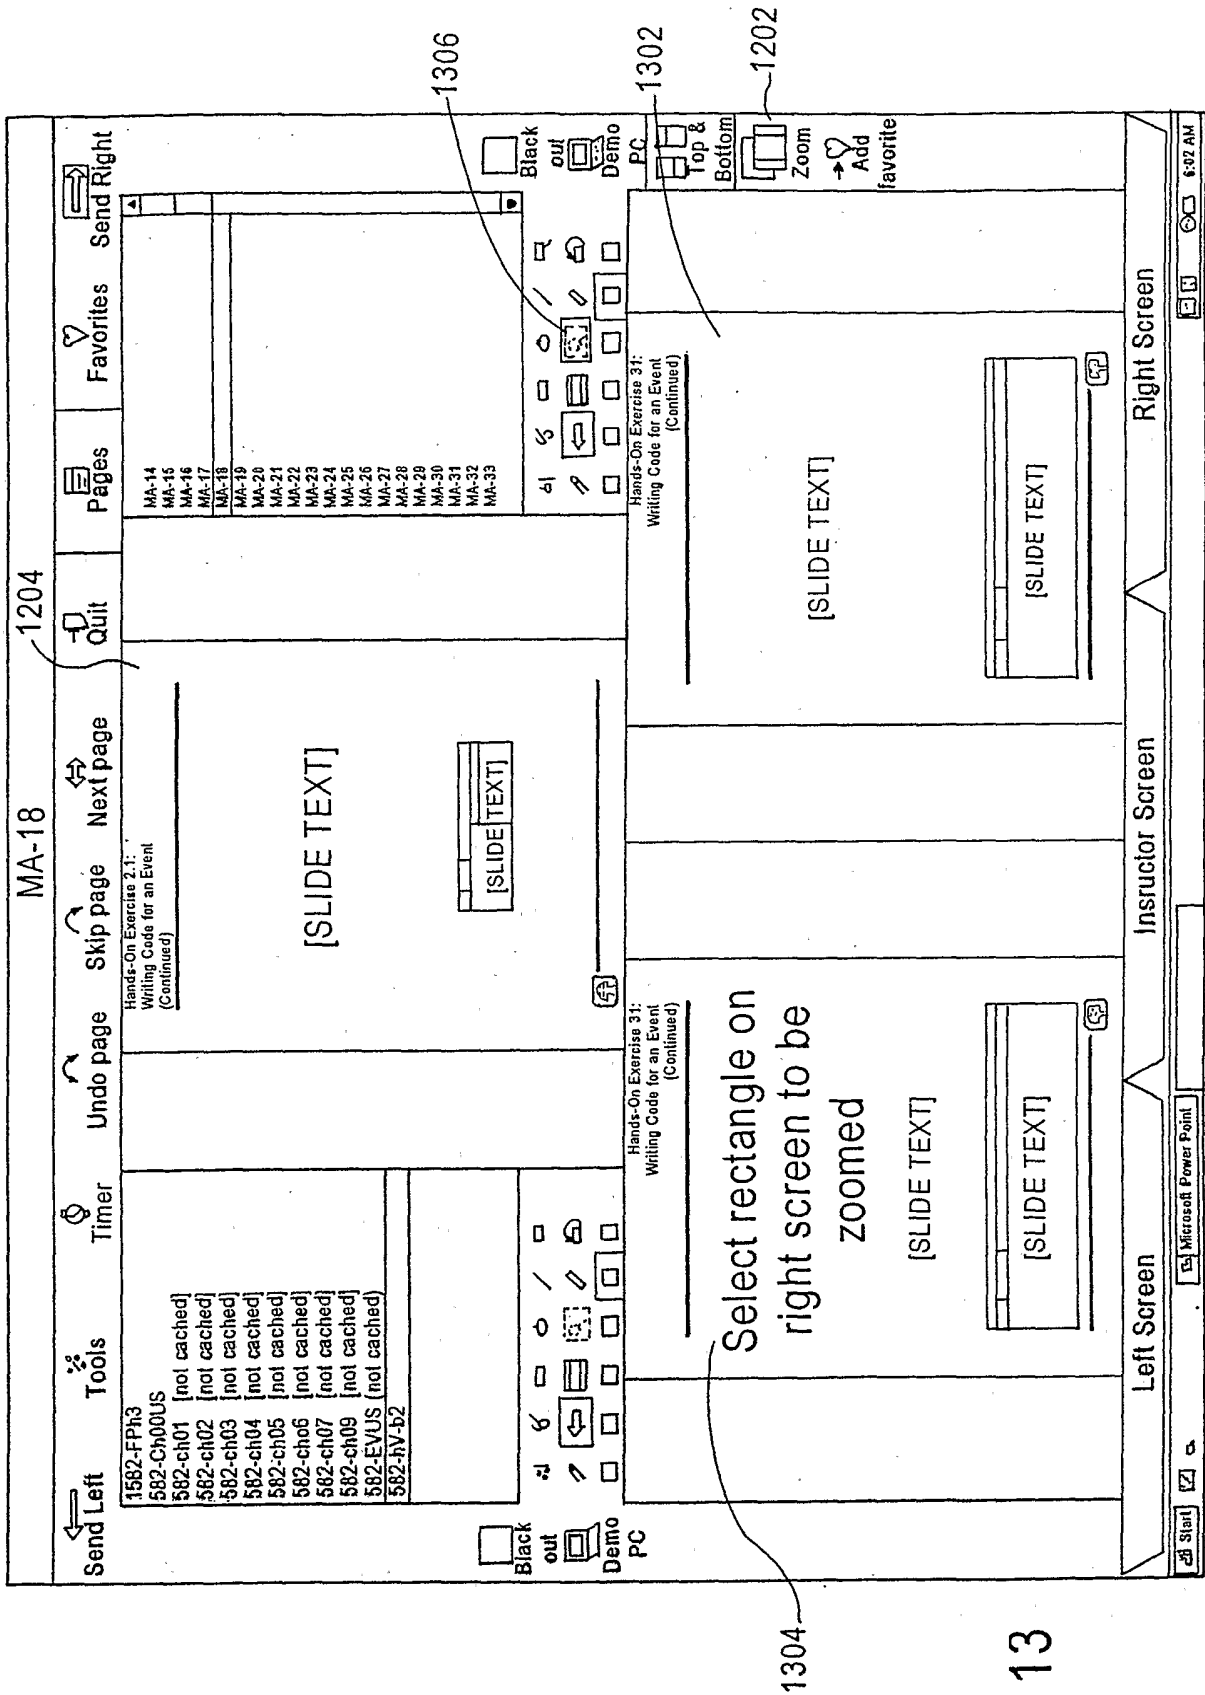 MA-18
1204
Send Left
Tools
Timer
Undo page
Skip page
Next page
Quit
Pages
Favorites
Send Right
1582-FPh3
582-Ch00US
582-ch01 [not cached]
582-ch02 [not cached]
582-ch03 [not cached]
582-ch04 [not cached]
582-ch05 [not cached]
582-cho6 [not cached]
582-ch07 [not cached]
582-ch09 [not cached]
582-EVUS (not cached)
582-hV-b2
Black
out
Demo
PC
Hands-On Exercise 2.1:
Writing Code for an Event
(Continued)
[SLIDE TEXT]
[SLIDE TEXT]
MA-14
MA-15
MA-16
MA-17
MA-18
MA-19
MA-20
MA-21
MA-22
MA-23
MA-24
MA-25
MA-26
MA-27
MA-28
MA-29
MA-30
MA-31
MA-32
MA-33
Black
out
Demo
PC
1306
1302
Top &
Bottom
1202
Zoom
Add
favorite
Hands-On Exercise 31:
Writing Code for an Event
(Continued)
Select rectangle on
right screen to be
zoomed
[SLIDE TEXT]
[SLIDE TEXT]
1304
Hands-On Exercise 31:
Writing Code for an Event
(Continued)
[SLIDE TEXT]
[SLIDE TEXT]
Left Screen
Insructor Screen
Right Screen
Start
Microsoft Power Point
6:02 AM
13